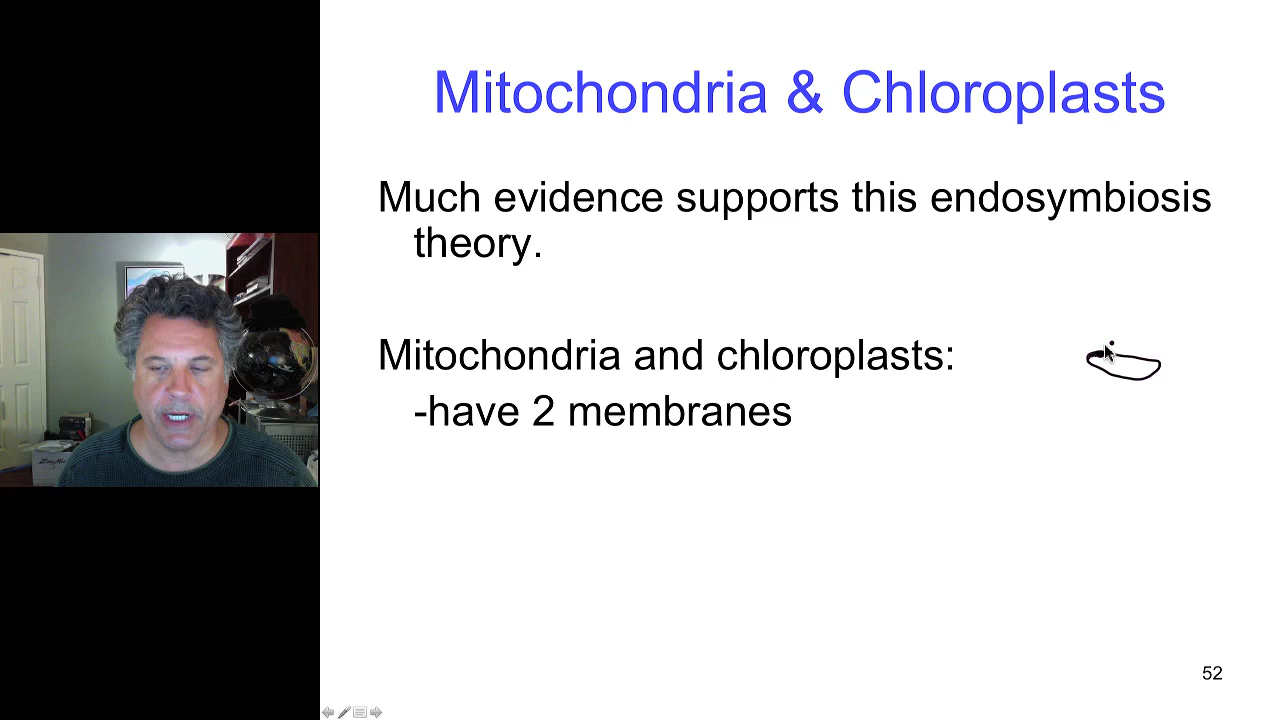 Mitochondria & Chloroplasts
Much evidence supports this endosymbiosis
theory.
Mitochondria and chloroplasts:
-have 2 membranes
52